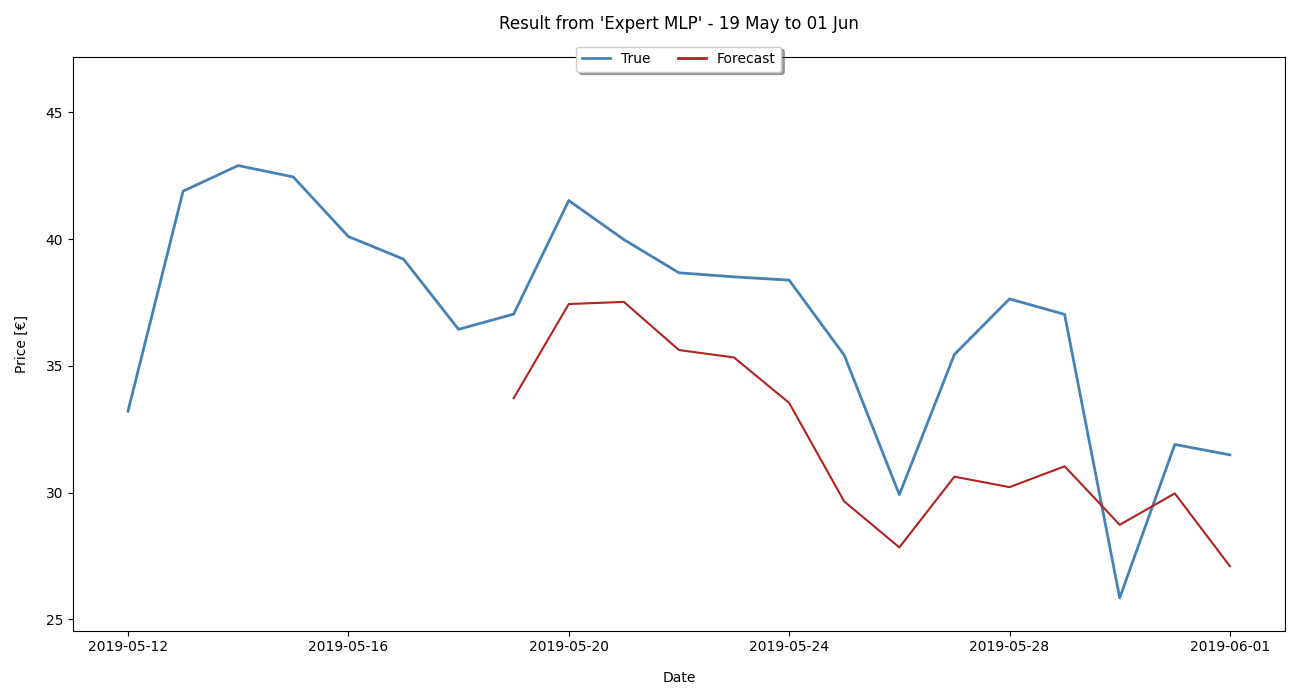 Result from 'Expert MLP' - 19 May to 01 Jun
True Forecast
45
40
35
30
25
Price [€]
2019-05-12 2019-05-16 2019-05-20 2019-05-24 2019-05-28 2019-06-01
Date